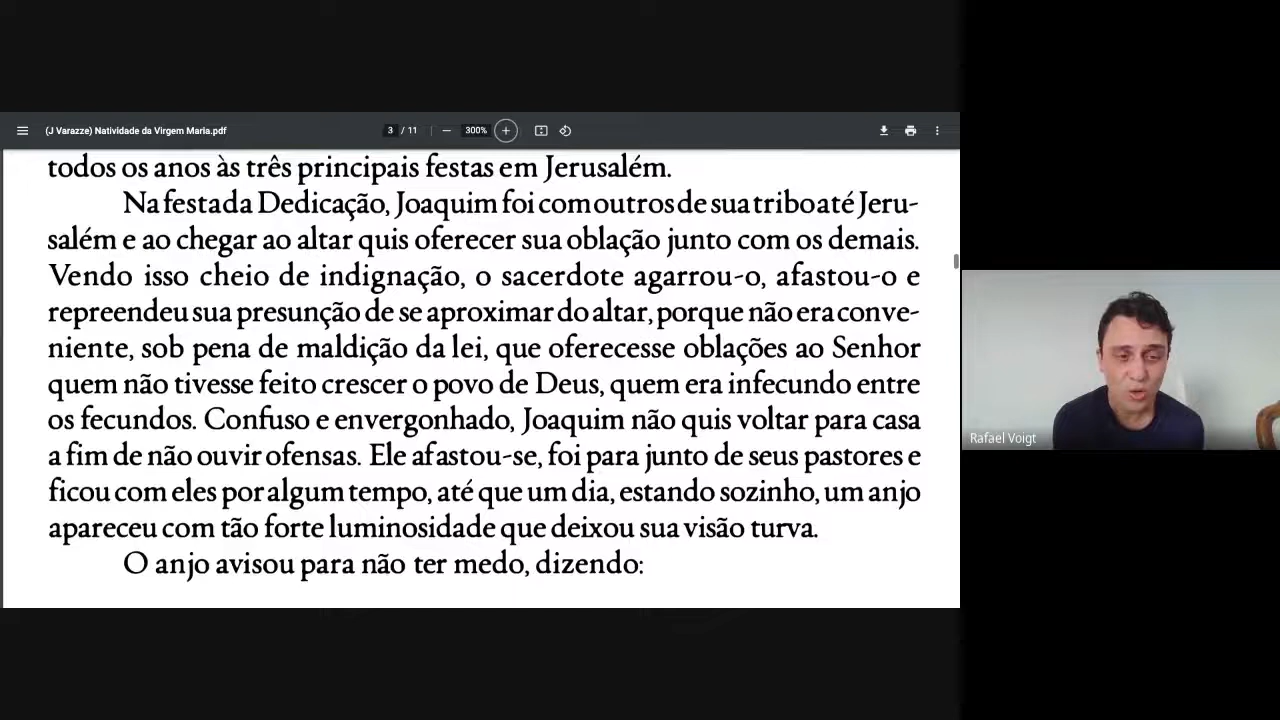 (J Varazze) Natividade da Virgem Maria.pdf
3 / 11
300%
todos os anos às três principais festas em Jerusalém.
Na festa da Dedicação, Joaquim foi com outros de sua tribo até Jeru-
salém e ao chegar ao altar quis oferecer sua oblação junto com os demais.
Vendo isso cheio de indignação, o sacerdote agarrou-o, afastou-o e
repreendeu sua presunção de se aproximar do altar, porque não era conve-
niente, sob pena de maldição da lei, que oferecesse oblações ao Senhor
quem não tivesse feito crescer o povo de Deus, quem era infecundo entre
os fecundos. Confuso e envergonhado, Joaquim não quis voltar para casa
a fim de não ouvir ofensas. Ele afastou-se, foi para junto de seus pastores e
ficou com eles por algum tempo, até que um dia, estando sozinho, um anjo
apareceu com tão forte luminosidade que deixou sua visão turva.
O anjo avisou para não ter medo, dizendo:
Rafael Voigt